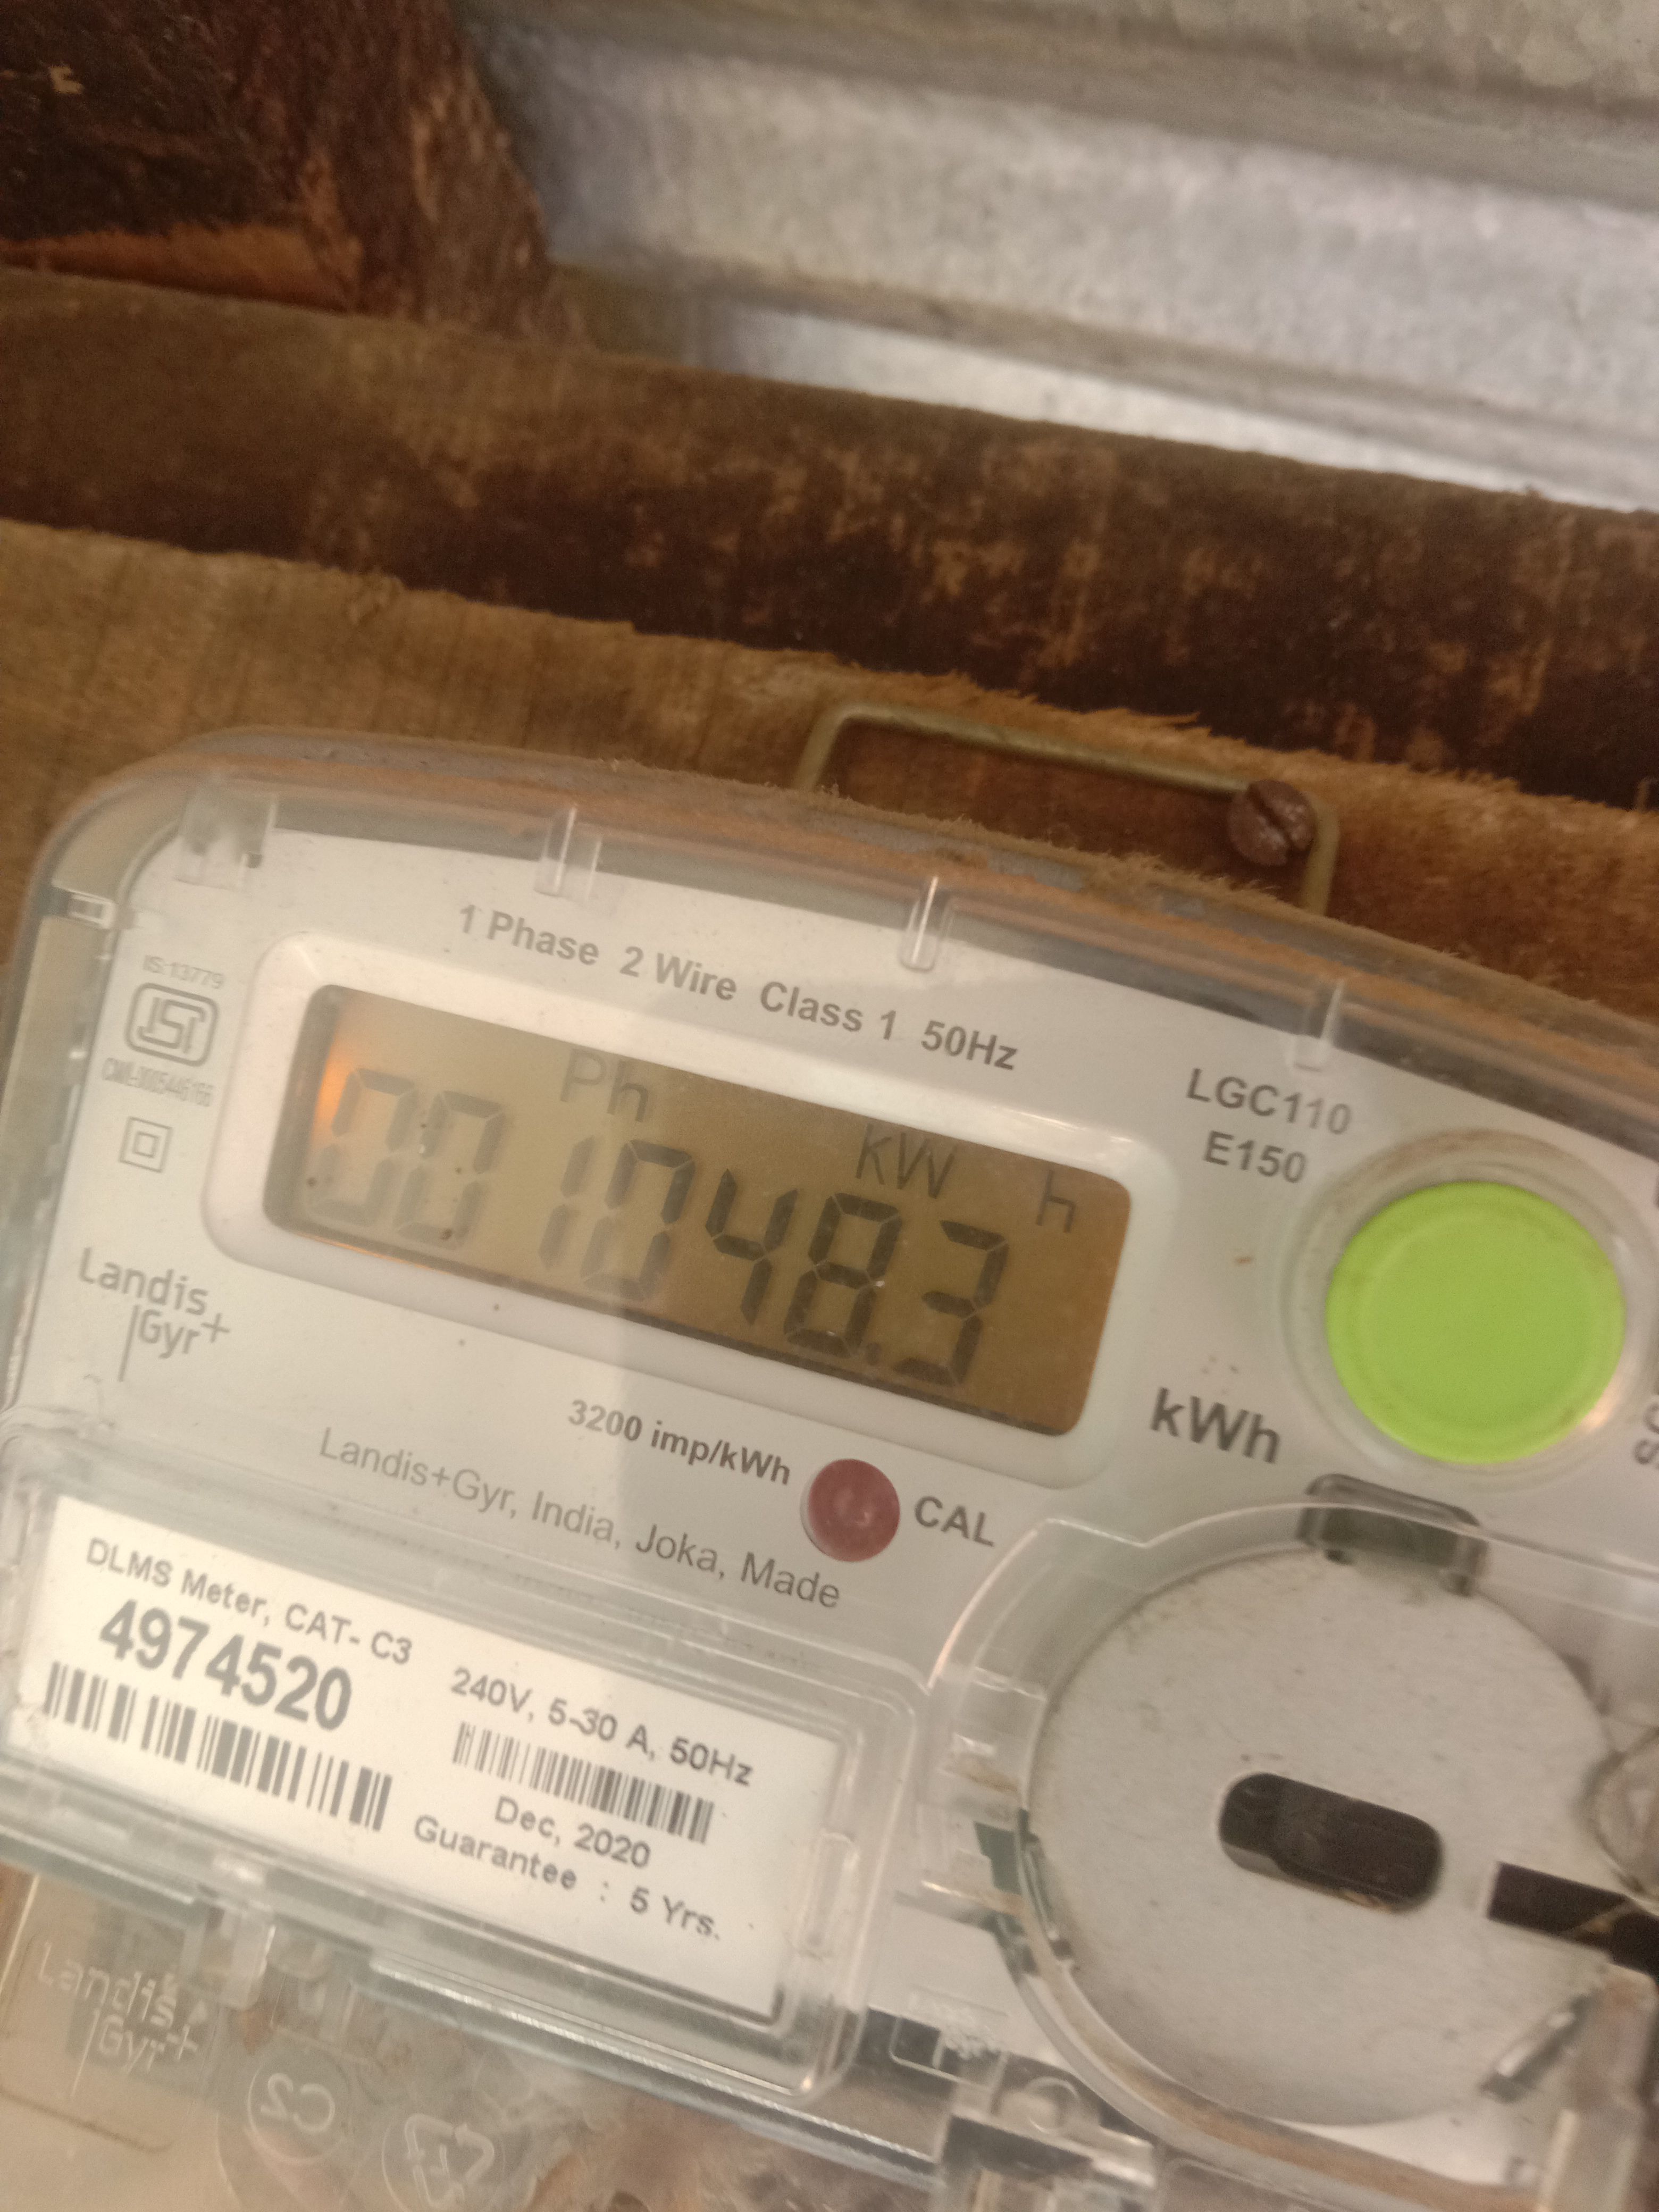 1 Phase 2 Wire Class 1 50Hz
IS:13779
LGC110
E150
Ph
kW h
001048.3
Landis
Gyr+
kWh
3200 imp/kWh
CAL
Landis+Gyr, India, Joka, Made
DLMS Meter, CAT- C3
4974520
240V, 5-30 A, 50Hz
Dec, 2020
Guarantee : 5 Yrs.
Landis
Gyr+